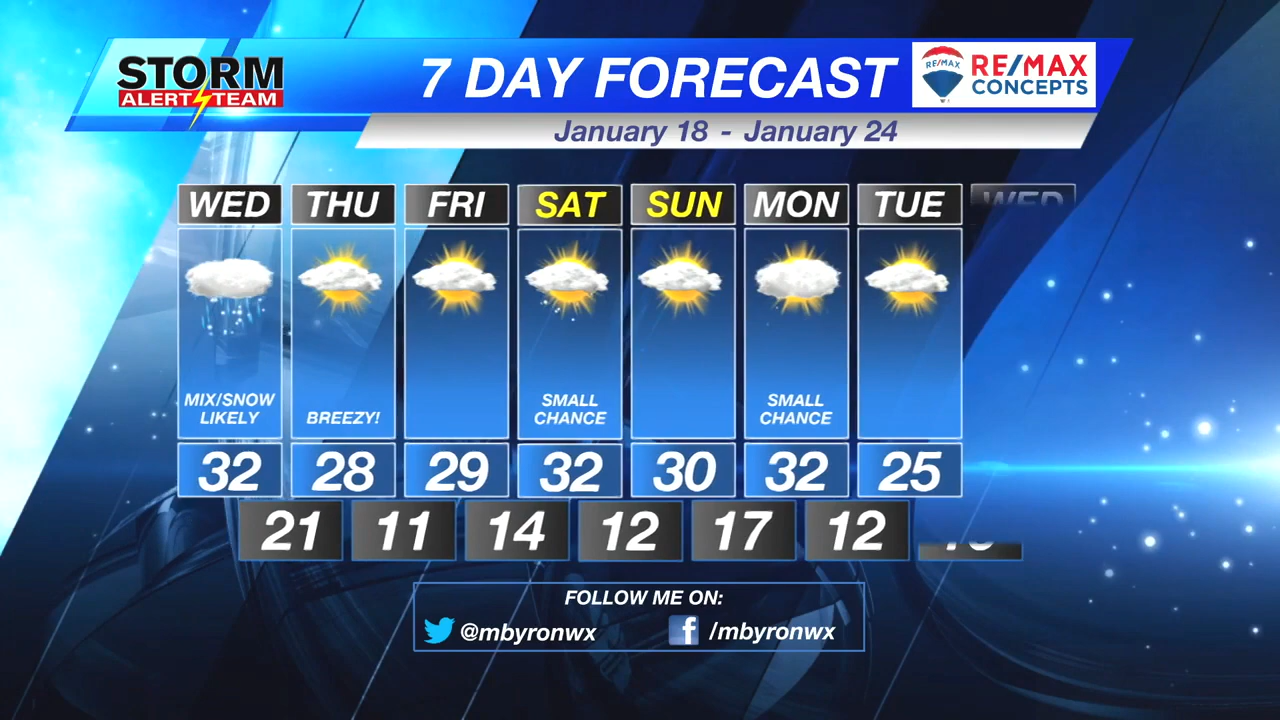 STORM
ALERT TEAM
7 DAY FORECAST
RE/MAX
RE/MAX
CONCEPTS
January 18 - January 24
WED THU FRI SAT SUN MON TUE WED
MIX/SNOW
LIKELY
BREEZY!
SMALL
CHANCE
SMALL
CHANCE
32 28 29 32 30 32 25
21 11 14 12 17 12
FOLLOW ME ON:
@mbyronwx f /mbyronwx